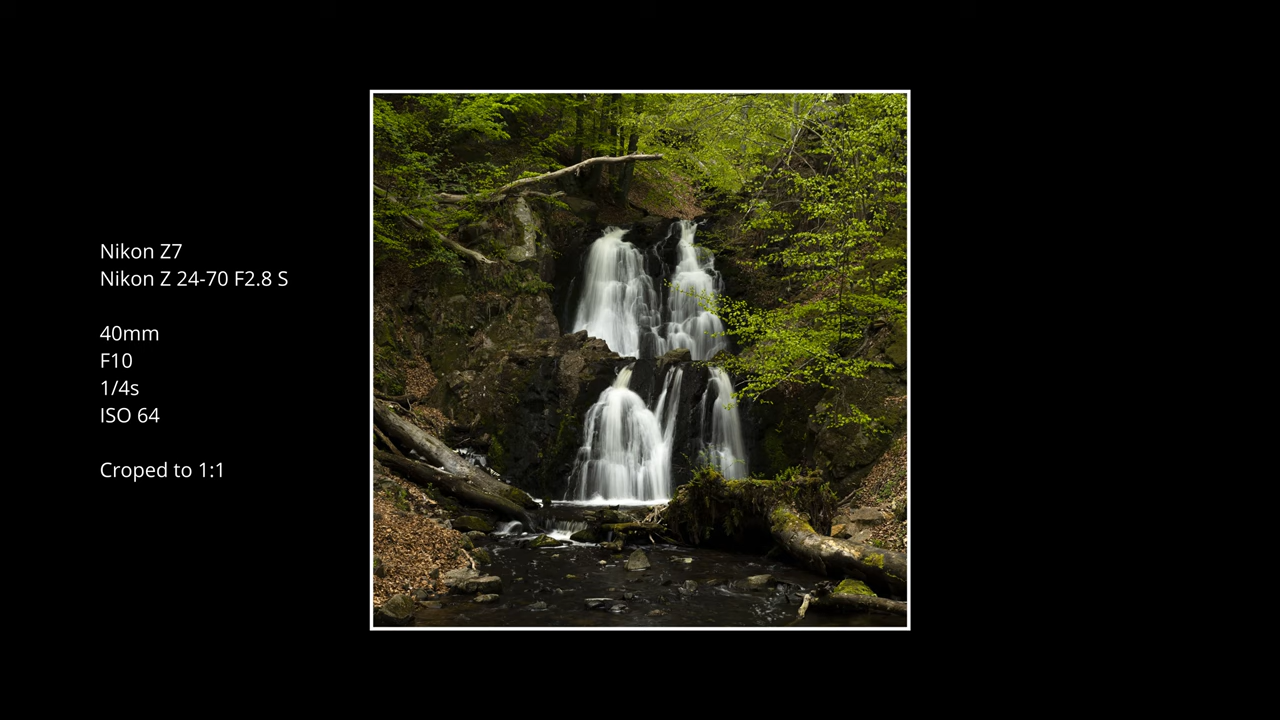 Nikon Z7
Nikon Z 24-70 F2.8 S
40mm
F10
1/4s
ISO 64
Croped to 1:1